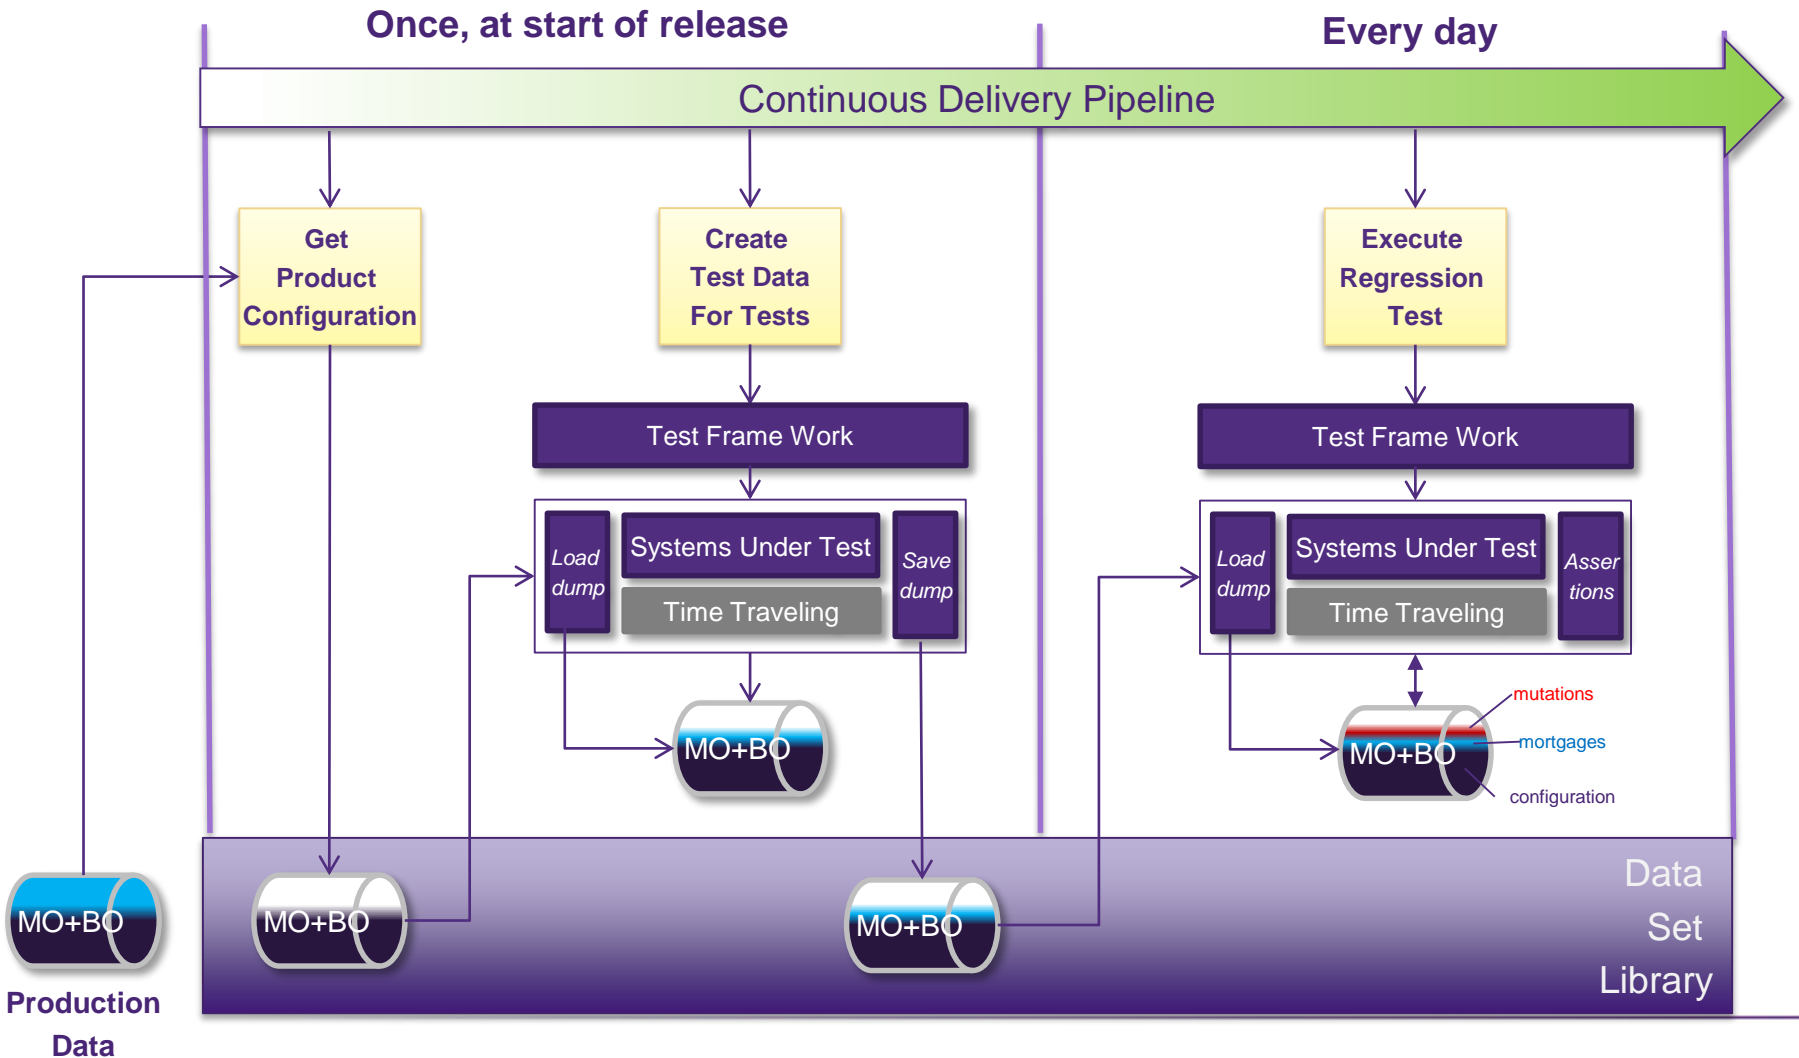 Once, at start of release
Every day
Continuous Delivery Pipeline
Get
Product
Configuration
Create
Test Data
For Tests
Execute
Regression
Test
Test Frame Work
Test Frame Work
Load
dump
Systems Under Test
Time Traveling
Save
dump
Load
dump
Systems Under Test
Time Traveling
Asser
tions
MO+BO
MO+BO
mutations
mortgages
configuration
MO+BO
Production
Data
MO+BO
MO+BO
Data
Set
Library